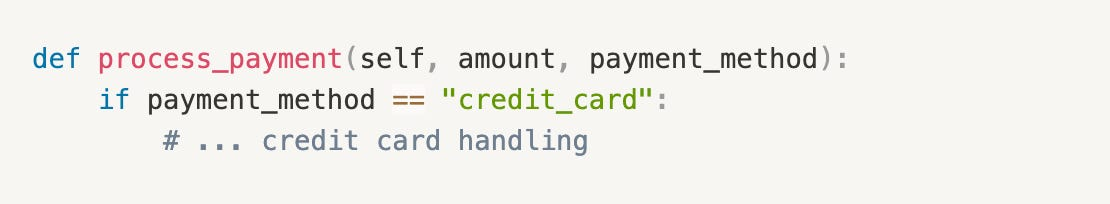 def process_payment(self, amount, payment_method):
    if payment_method == "credit_card":
        # ... credit card handling